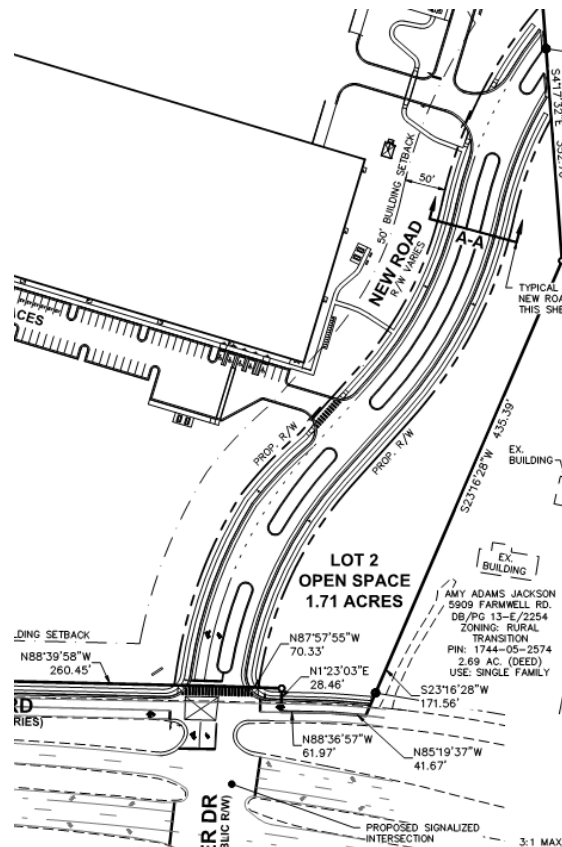 S4°17'32"E 352.76'
50' BUILDING SETBACK
50'
NEW ROAD
R/W VARIES
A-A
TYPICAL
NEW ROA
THIS SHE
ACES
PROP. R/W
PROP. R/W
S23°16'28"W 435.39'
EX.
BUILDING
EX.
BUILDING
LOT 2
OPEN SPACE
1.71 ACRES
AMY ADAMS JACKSON
5909 FARMWELL RD.
DB/PG 13-E/2254
ZONING: RURAL
TRANSITION
PIN: 1744-05-2574
2.69 AC. (DEED)
USE: SINGLE FAMILY
LDING SETBACK
N88°39'58"W
260.45'
N87°57'55"W
70.33'
N1°23'03"E
28.46'
S23°16'28"W
171.56'
RD
RIES)
N88°36'57"W
61.97'
N85°19'37"W
41.67'
ER DR
BLIC R/W)
PROPOSED SIGNALIZED
INTERSECTION
3:1 MAX